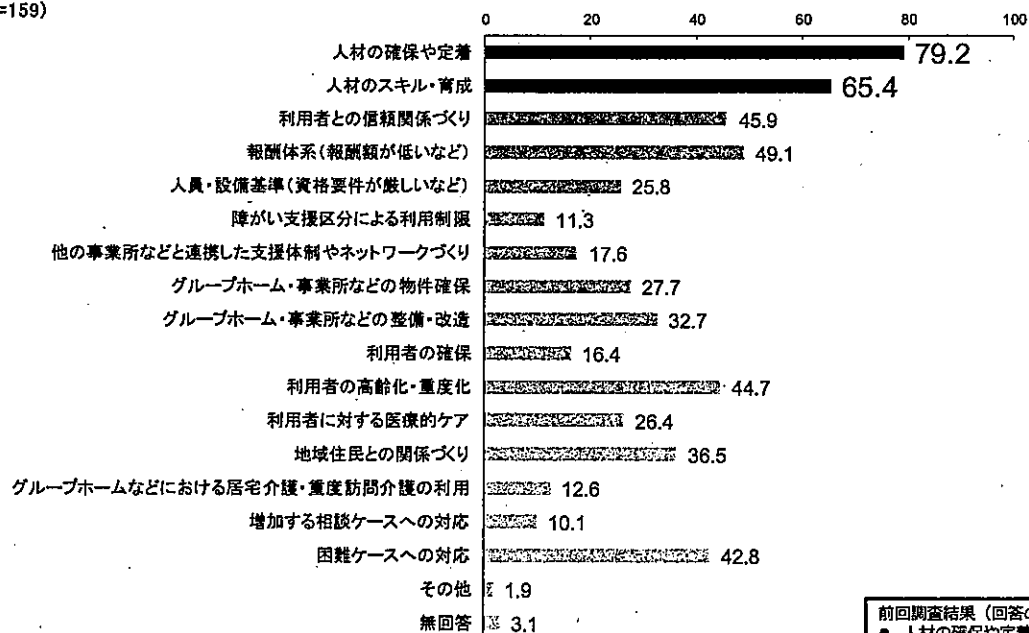 =159)
0 20 40 60 80 100
人材の確保や定着 79.2
人材のスキル・育成 65.4
利用者との信頼関係づくり 45.9
報酬体系(報酬額が低いなど) 49.1
人員・設備基準(資格要件が厳しいなど) 25.8
障がい支援区分による利用制限 11.3
他の事業所などと連携した支援体制やネットワークづくり 17.6
グループホーム・事業所などの物件確保 27.7
グループホーム・事業所などの整備・改造 32.7
利用者の確保 16.4
利用者の高齢化・重度化 44.7
利用者に対する医療的ケア 26.4
地域住民との関係づくり 36.5
グループホームなどにおける居宅介護・重度訪問介護の利用 12.6
増加する相談ケースへの対応 10.1
困難ケースへの対応 42.8
その他 1.9
無回答 3.1
前回調査結果(回答の
● 人材の確保や定着